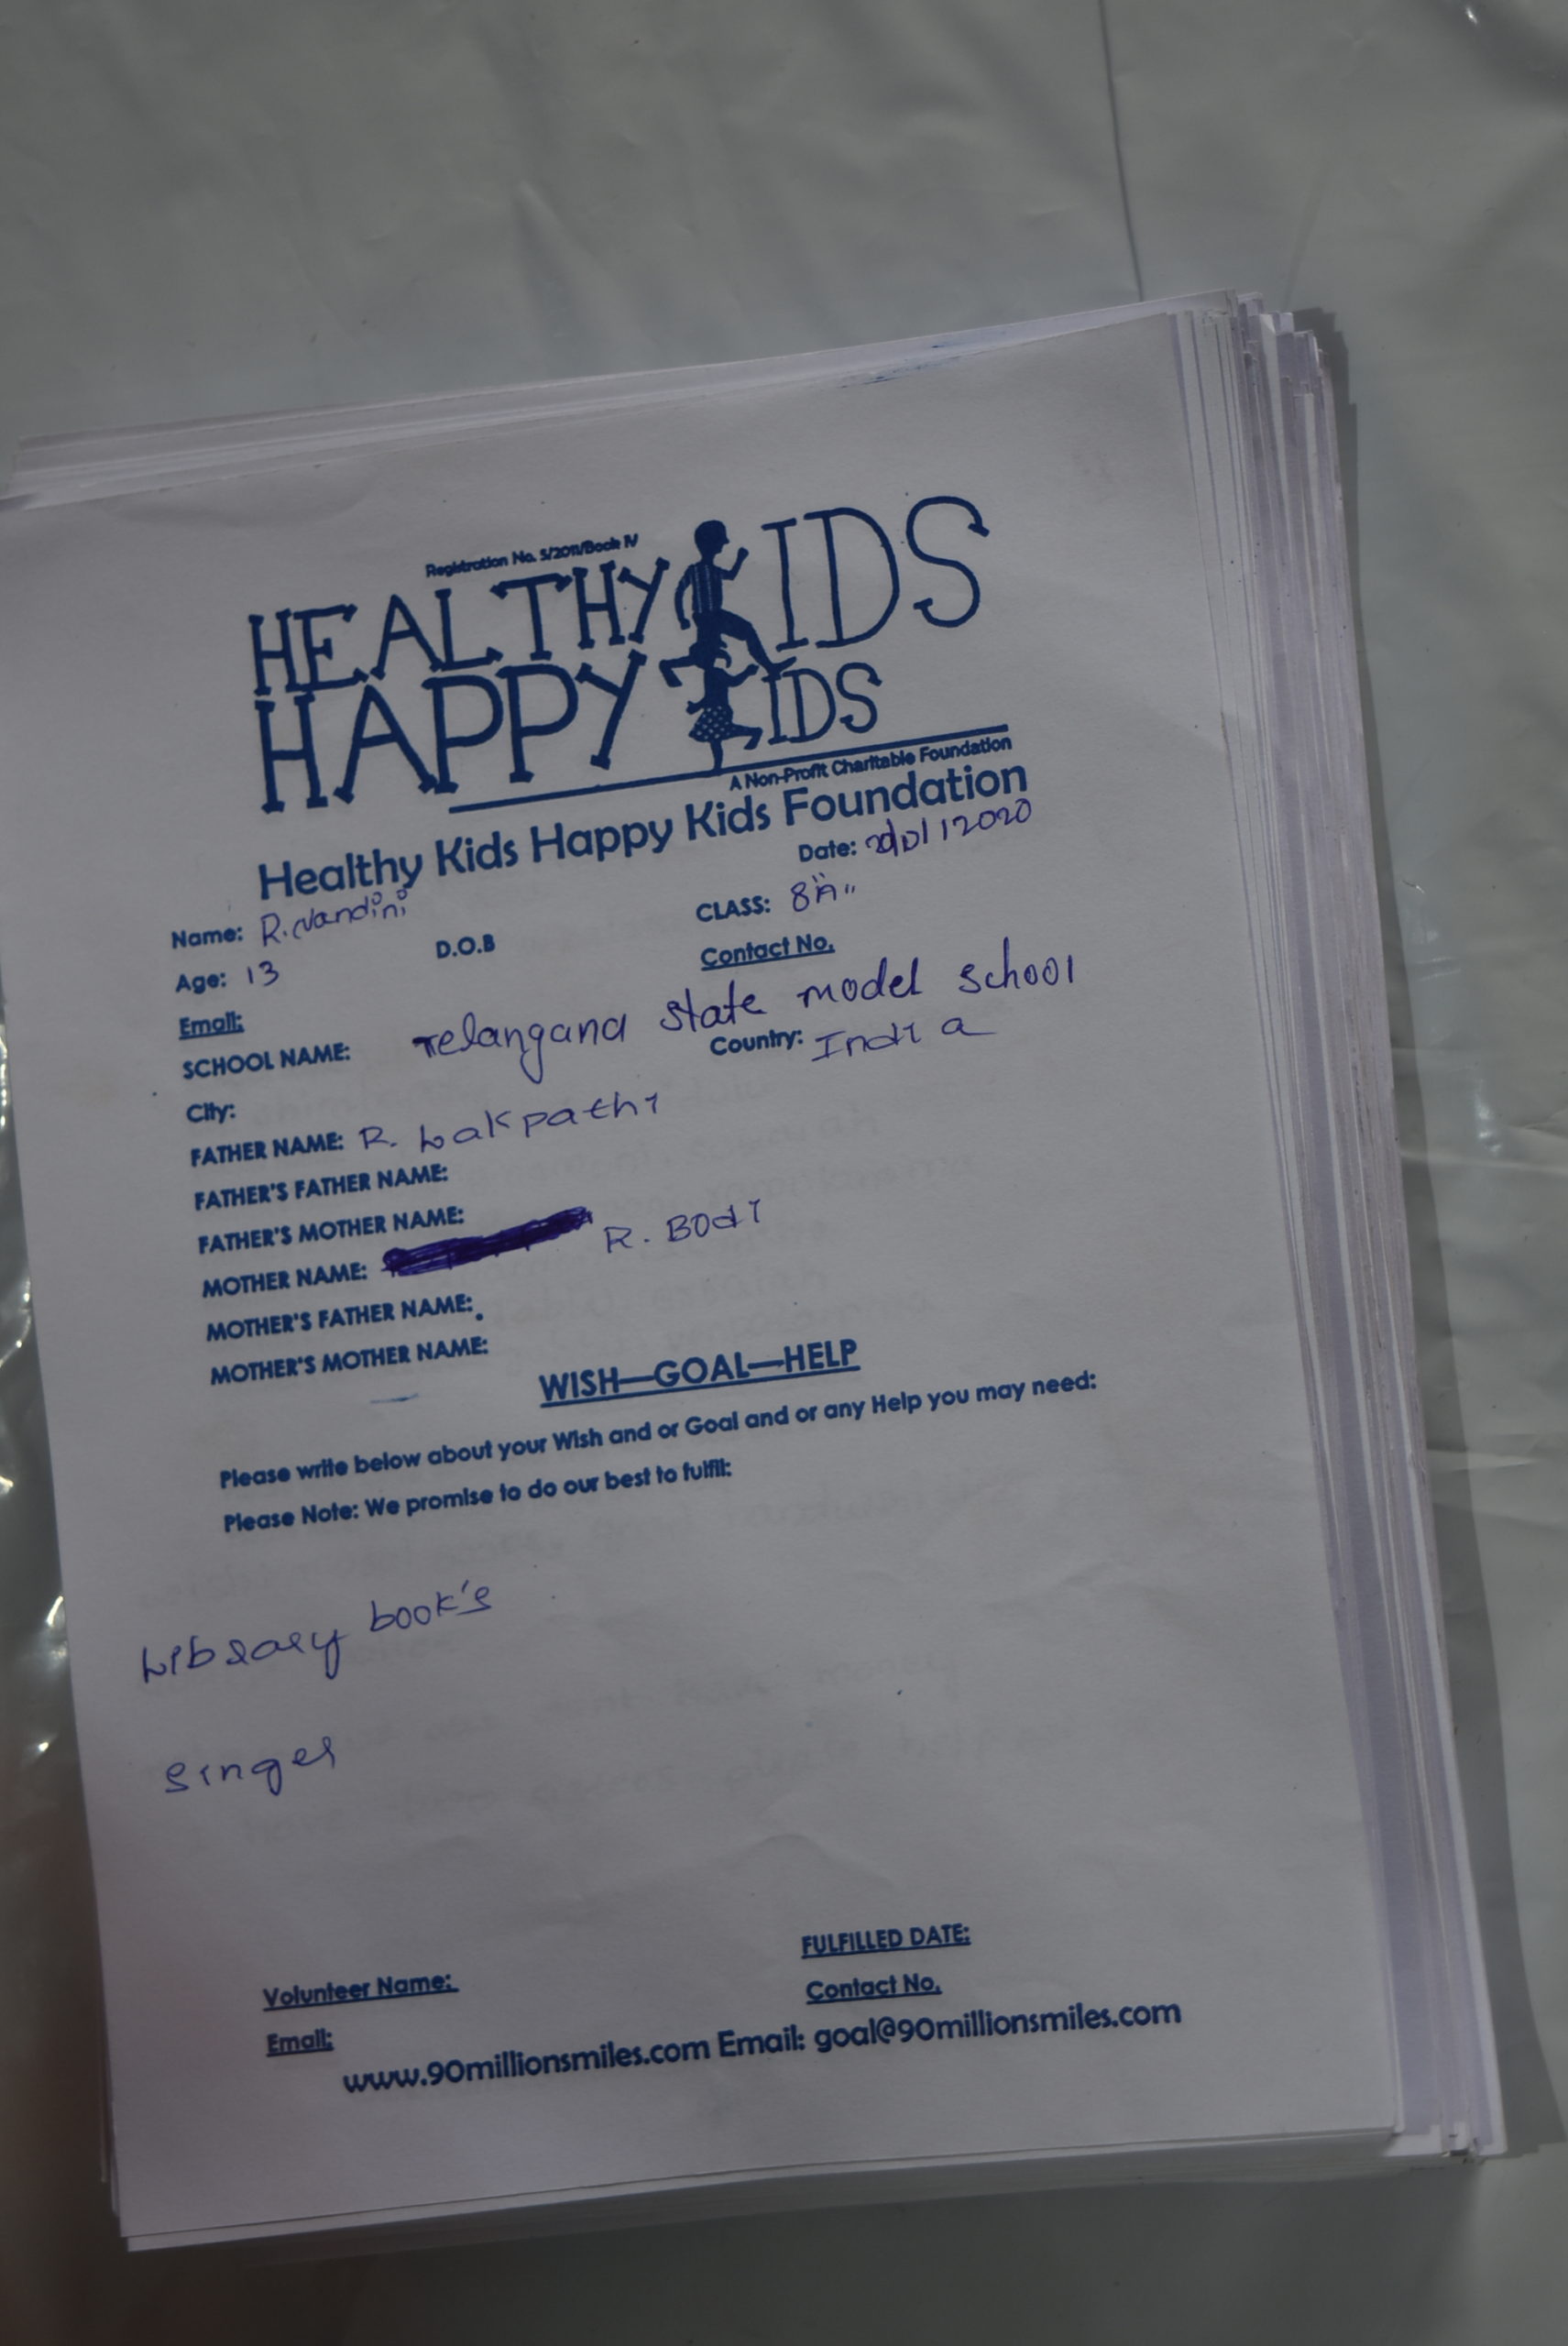 Registration No. 5/2011/Book IV
HEALTHY KIDS
HAPPY KIDS
A Non-Profit Charitable Foundation
Healthy Kids Happy Kids Foundation
Date: /2020
Name: R. Nandini
CLASS: 8th
Age: 13
D.O.B
Contact No.
Email:
SCHOOL NAME: Telangana state model school
City:
Country: India
FATHER NAME: R. Lakpathi
FATHER'S FATHER NAME:
FATHER'S MOTHER NAME:
MOTHER NAME: R. Bodi
MOTHER'S FATHER NAME:
MOTHER'S MOTHER NAME:
WISH—GOAL—HELP
Please write below about your Wish and or Goal and or any Help you may need:
Please Note: We promise to do our best to fulfil:
Library book's
singer
FULFILLED DATE:
Volunteer Name:
Contact No.
Email:
www.90millionsmiles.com Email: goal@90millionsmiles.com